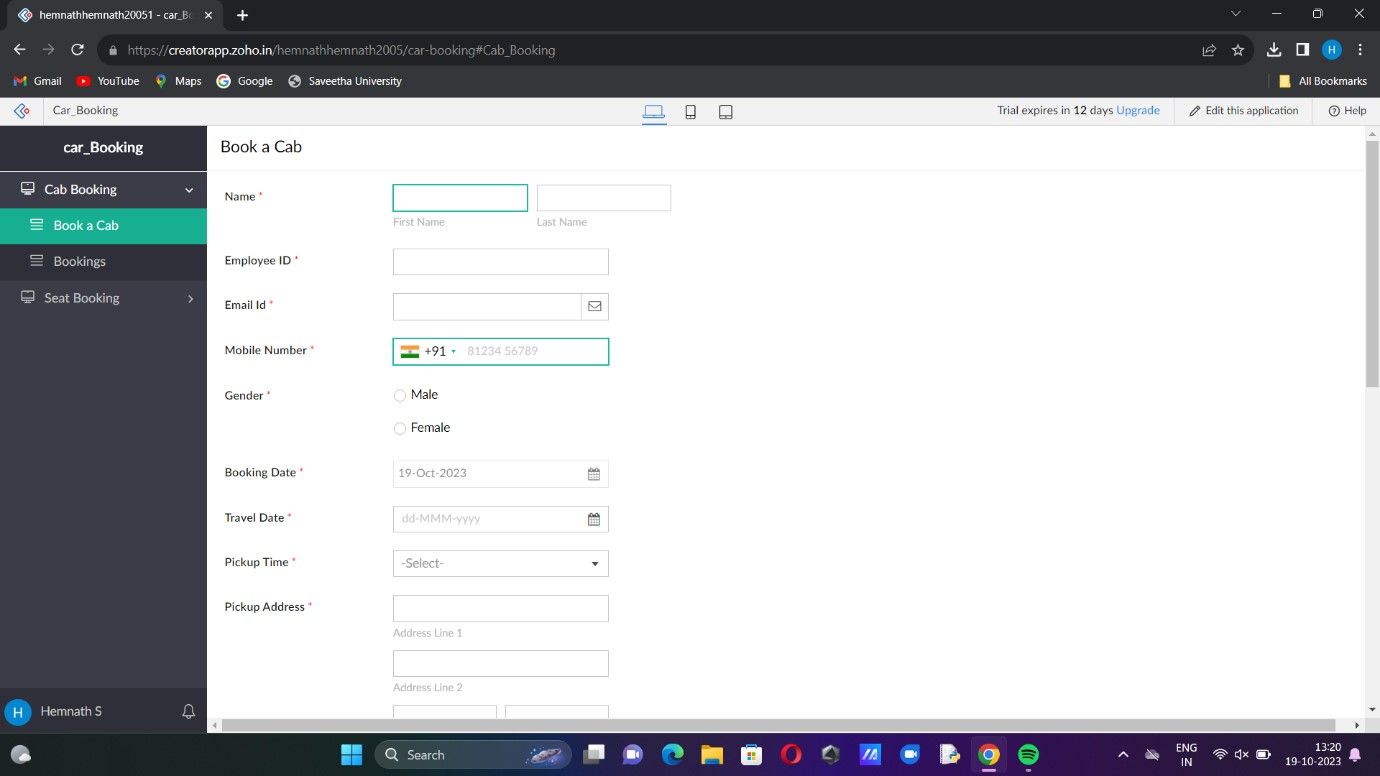 hemnathhemnath20051 - car_Bo
https://creatorapp.zoho.in/hemnathhemnath2005/car-booking#Cab_Booking
H
Gmail YouTube Maps Google Saveetha University All Bookmarks
Car_Booking Trial expires in 12 days Upgrade Edit this application Help
car_Booking
Cab Booking
Book a Cab
Bookings
Seat Booking
Hemnath S
H
Book a Cab
Name *
First Name Last Name
Employee ID *
Email Id *
Mobile Number * +91 81234 56789
Gender * Male
Female
Booking Date * 19-Oct-2023
Travel Date * dd-MMM-yyyy
Pickup Time * -Select-
Pickup Address *
Address Line 1
Address Line 2
Search
ENG
IN
13:20
19-10-2023